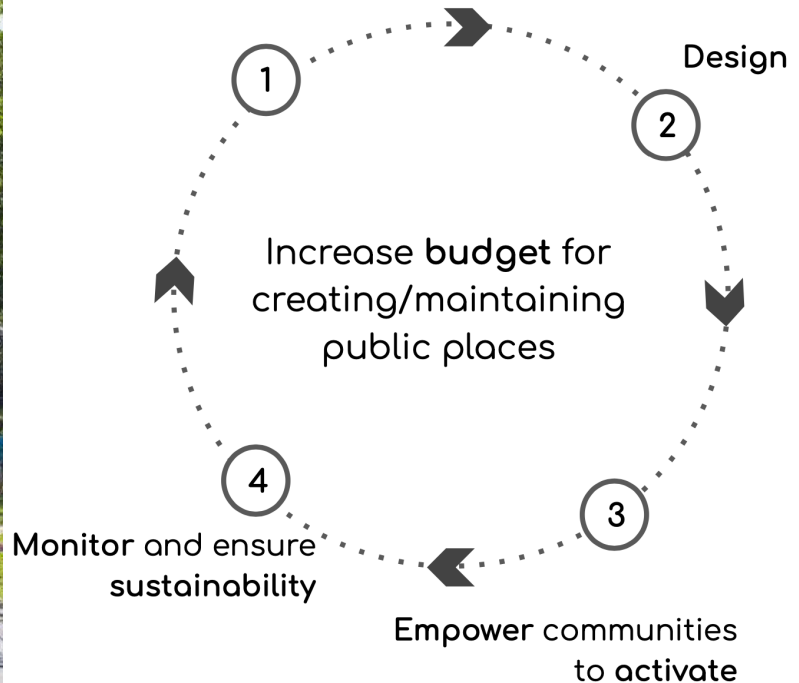 1
Design
2
Increase budget for
creating/maintaining
public places
4
3
Monitor and ensure
sustainability
Empower communities
to activate